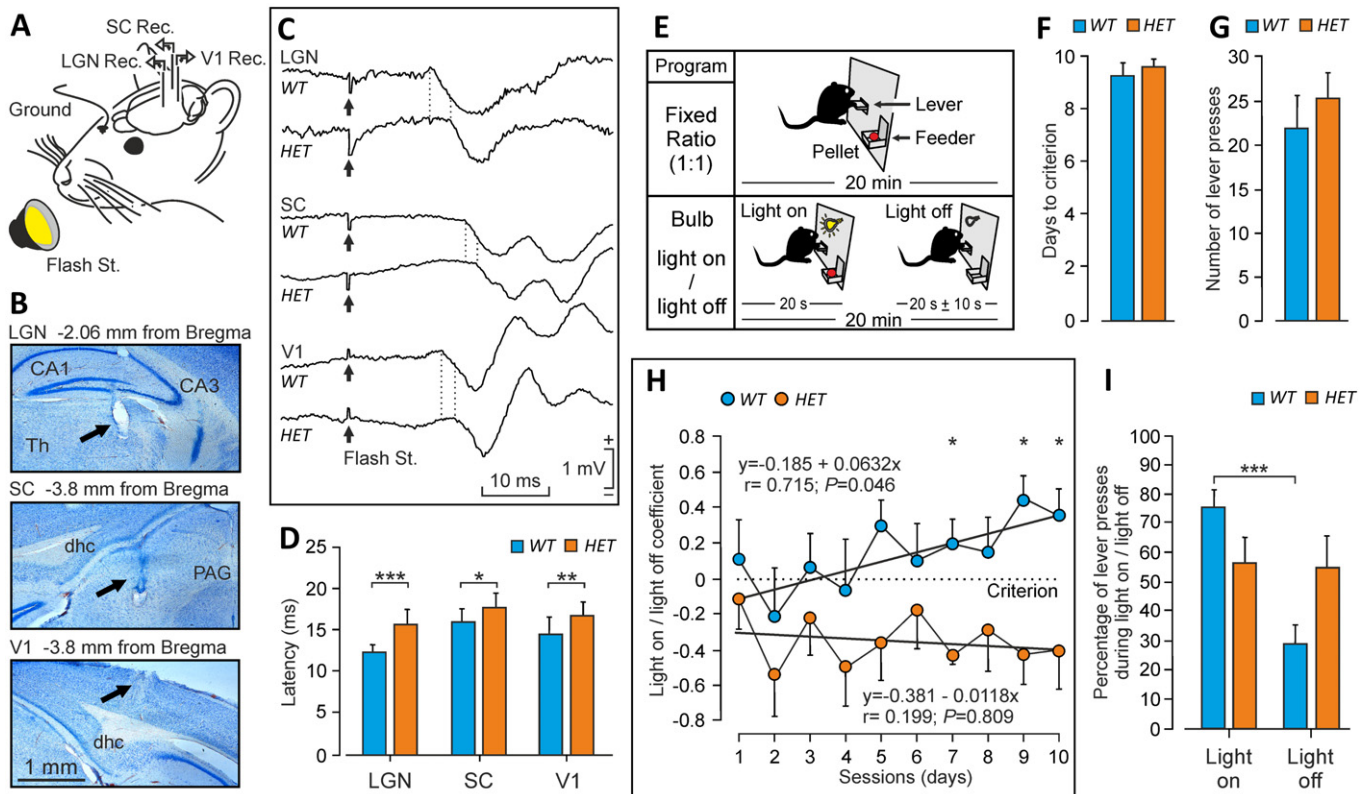 A
SC Rec.
LGN Rec.
V1 Rec.
Ground
Flash St.
B
LGN -2.06 mm from Bregma
CA1
CA3
Th
SC -3.8 mm from Bregma
dhc
PAG
V1 -3.8 mm from Bregma
dhc
1 mm
C
LGN
WT
HET
SC
WT
HET
V1
WT
HET
Flash St.
+
1 mV
–
10 ms
D
WT HET
Latency (ms)
25
20
15
10
5
0
***
*
**
LGN SC V1
E
Program
Fixed
Ratio
(1:1)
Lever
Feeder
Pellet
20 min
Bulb
light on
/
light off
Light on
Light off
20 s
20 s ± 10 s
20 min
F
WT HET
Days to criterion
10
8
6
4
2
0
G
WT HET
Number of lever presses
30
25
20
15
10
5
0
H
WT HET
Light on / light off coefficient
0.8
0.6
0.4
0.2
0
-0.2
-0.4
-0.6
-0.8
* * *
y=-0.185 + 0.0632x
r= 0.715; P=0.046
Criterion
y=-0.381 - 0.0118x
r= 0.199; P=0.809
1 2 3 4 5 6 7 8 9 10
Sessions (days)
I
WT HET
Percentage of lever presses
during light on / light off
100
90
80
70
60
50
40
30
20
10
0
***
Light
on
Light
off